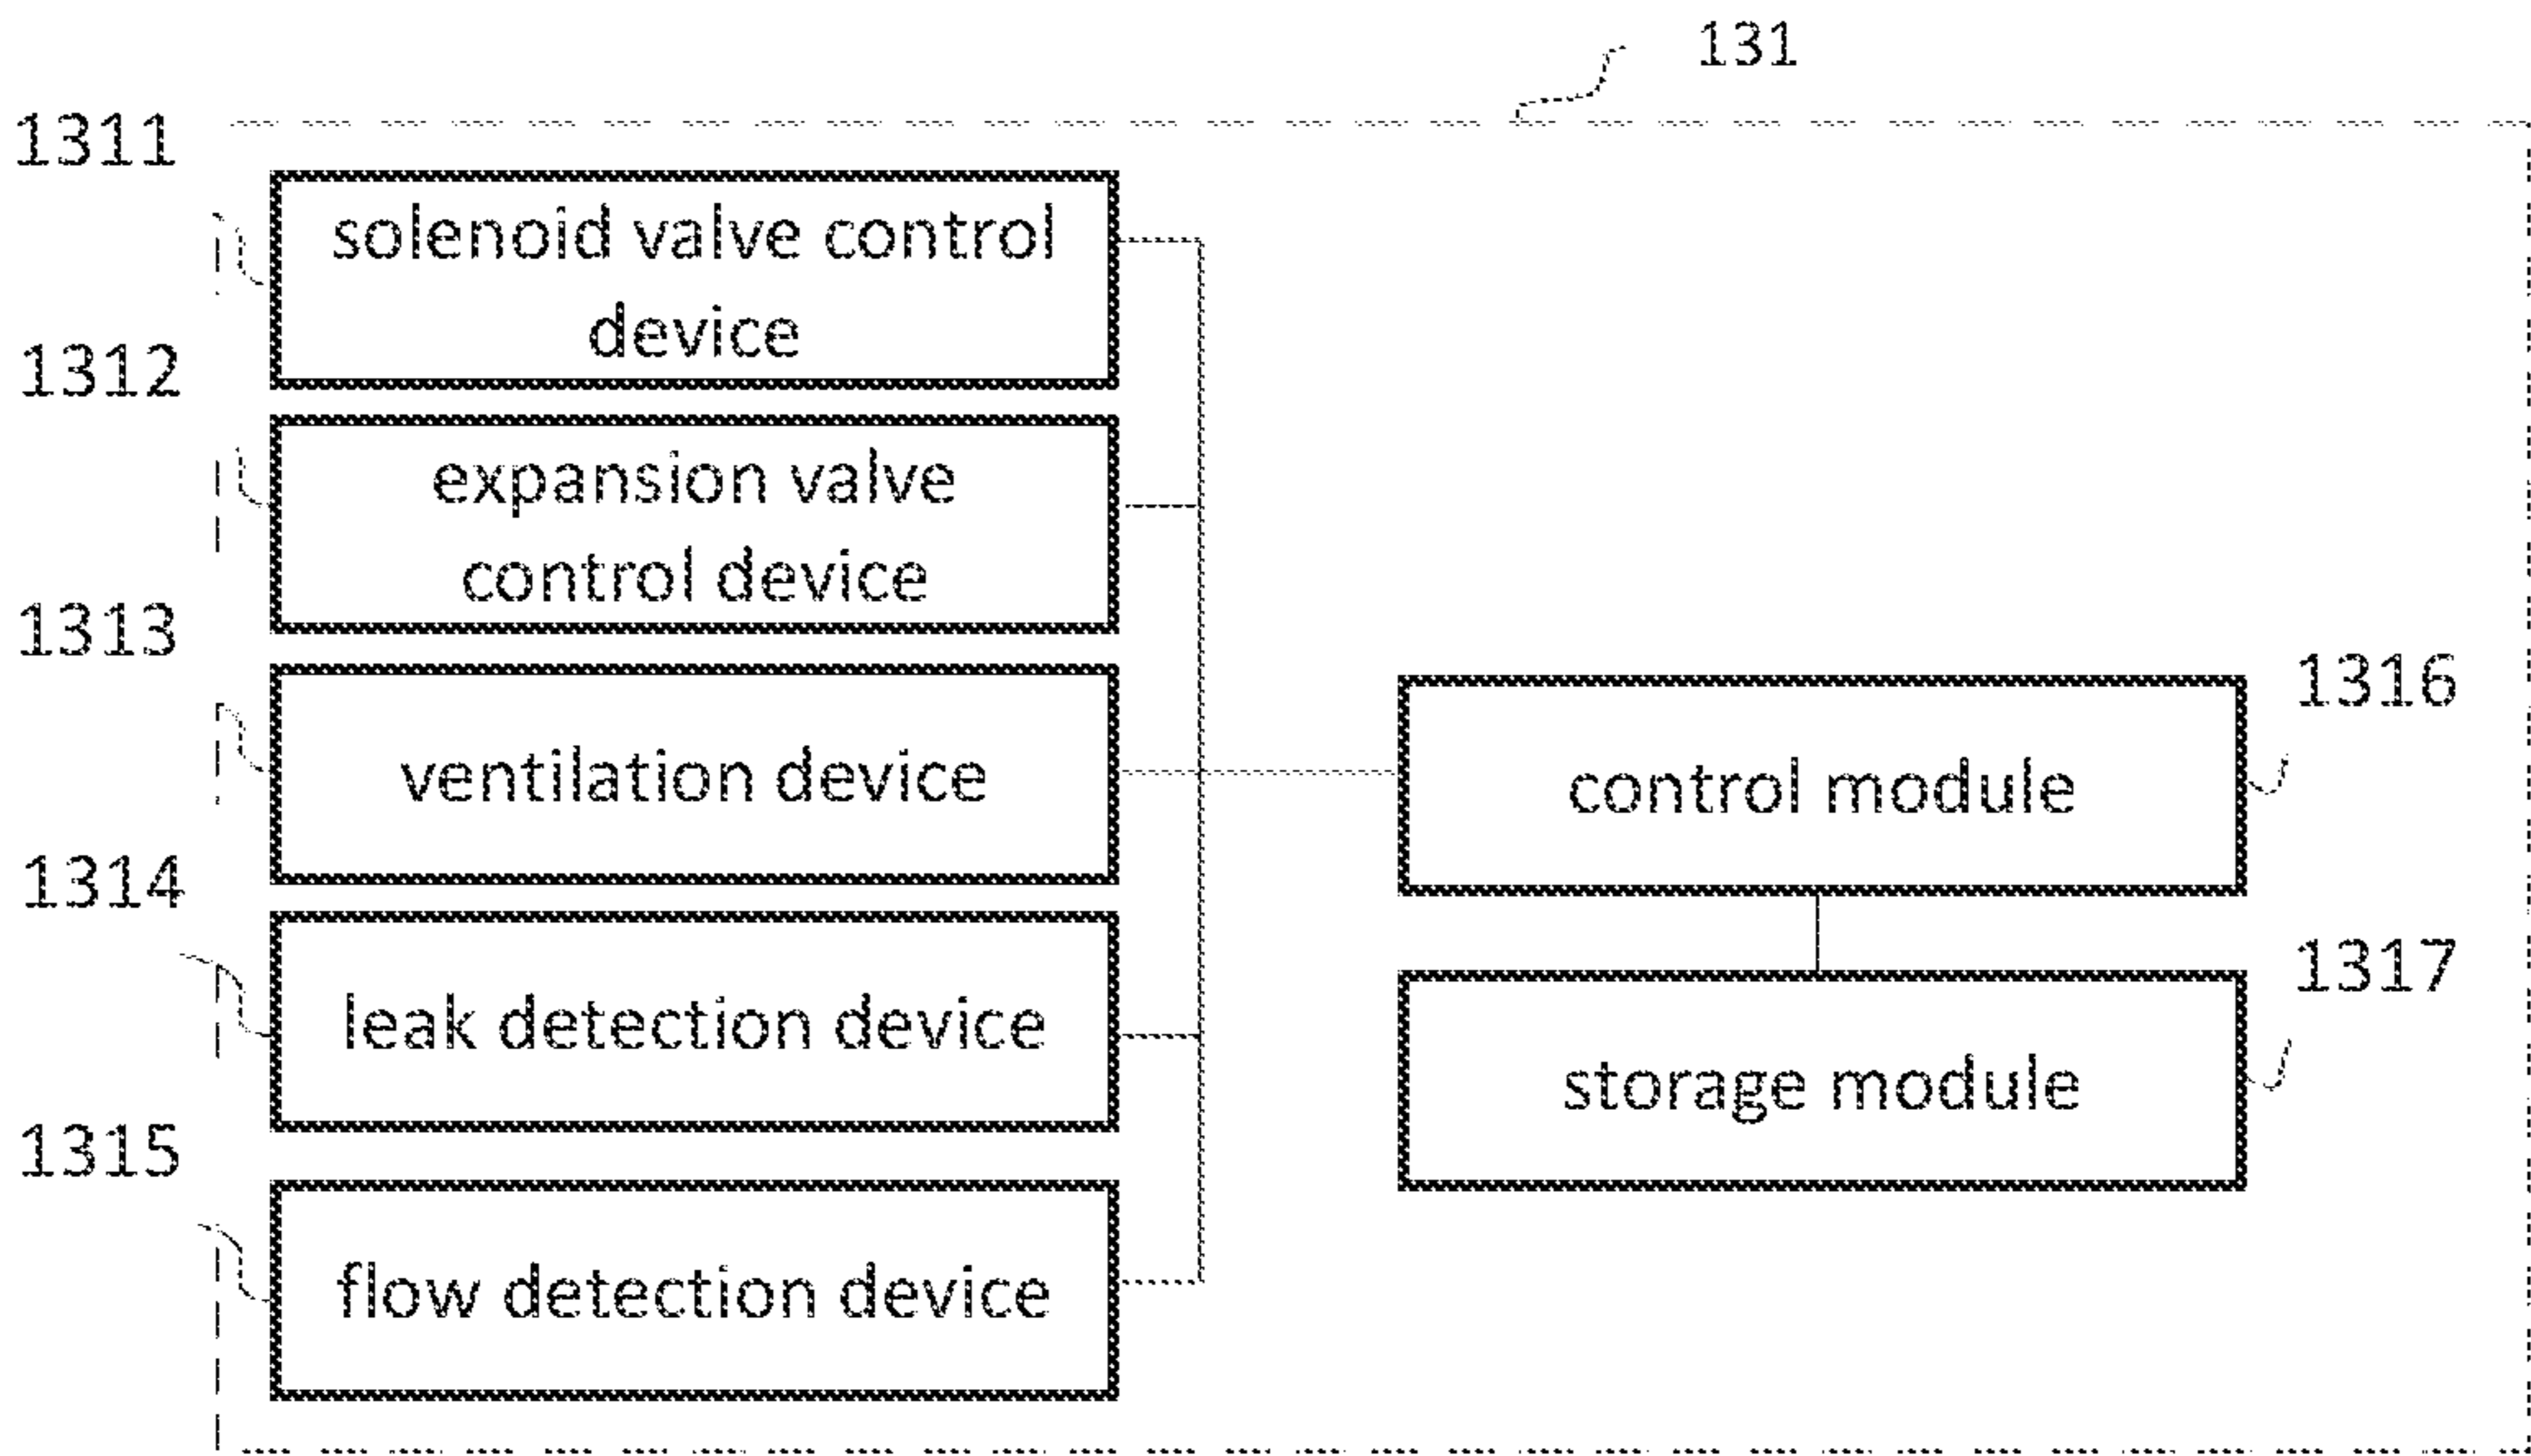 131
1311
solenoid valve control
device
1312
expansion valve
control device
1313
ventilation device
1314
leak detection device
1315
flow detection device
1316
control module
1317
storage module